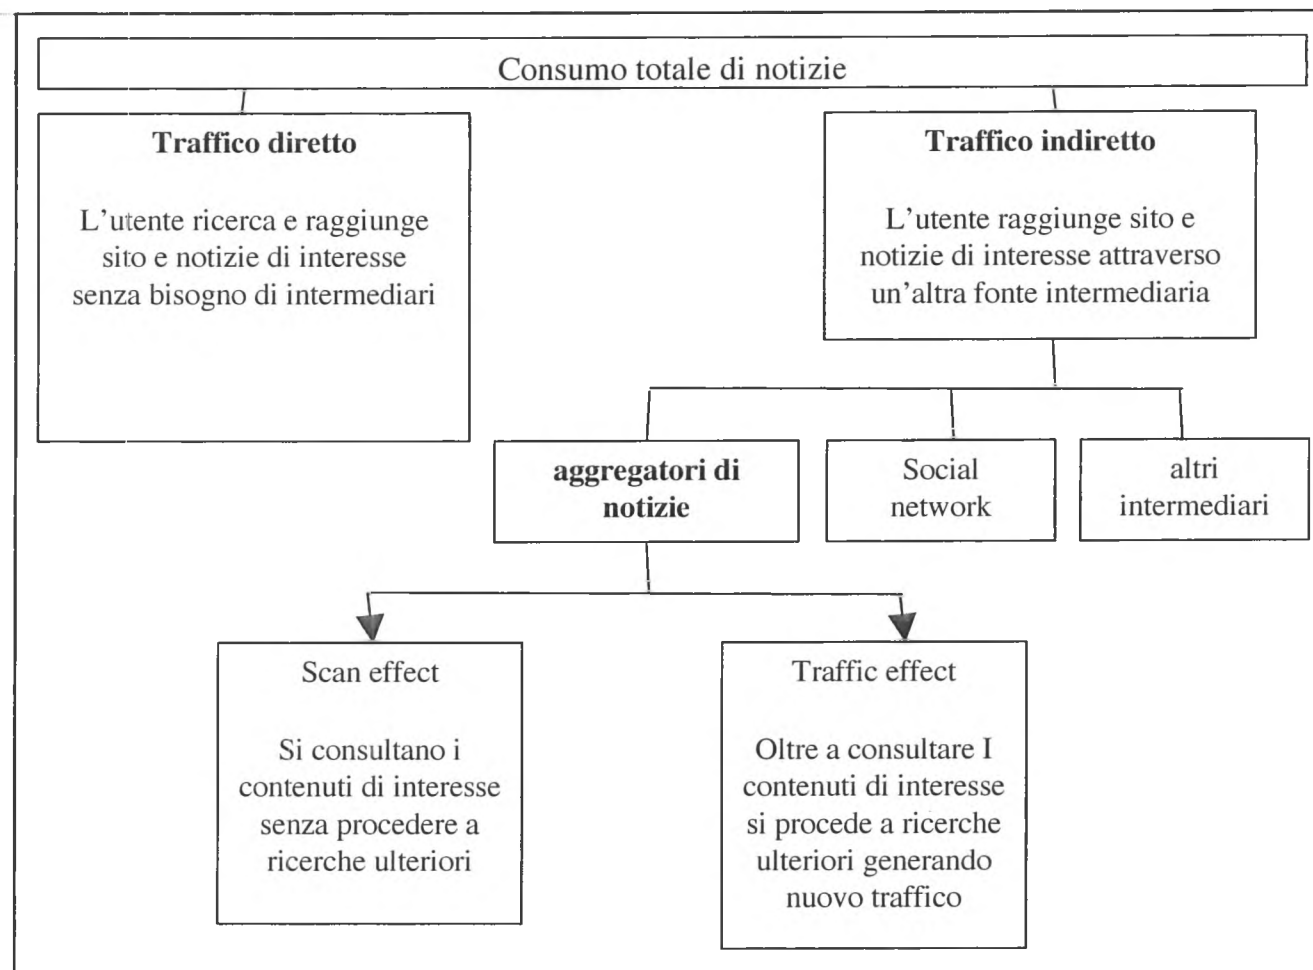 Consumo totale di notizie
Traffico diretto
L'utente ricerca e raggiunge
sito e notizie di interesse
senza bisogno di intermediari
Traffico indiretto
L'utente raggiunge sito e
notizie di interesse attraverso
un'altra fonte intermediaria
aggregatori di
notizie
Social
network
altri
intermediari
Scan effect
Si consultano i
contenuti di interesse
senza procedere a
ricerche ulteriori
Traffic effect
Oltre a consultare I
contenuti di interesse
si procede a ricerche
ulteriori generando
nuovo traffico